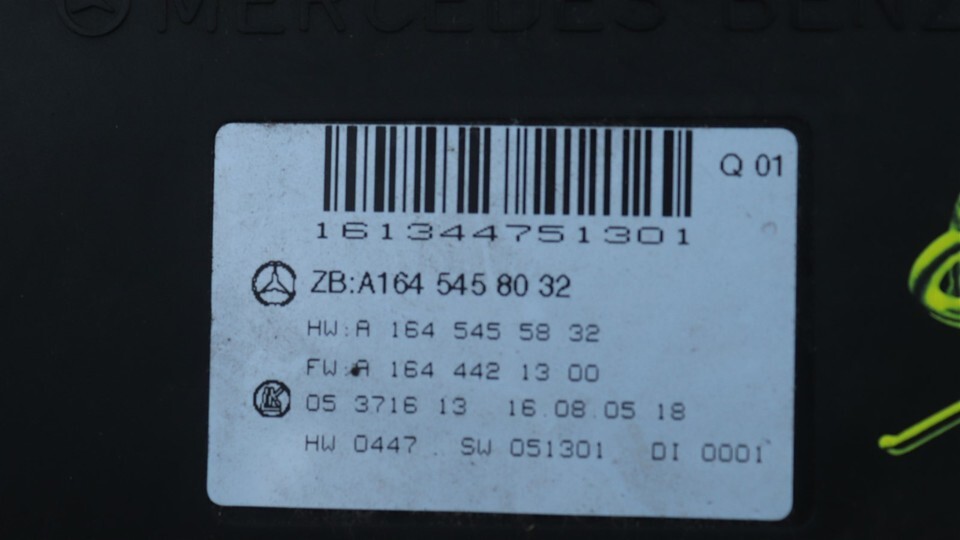 MERCEDES BENZ
Q 01
161344751301
ZB:A164 545 80 32
HW:A 164 545 58 32
FW:A 164 442 13 00
05 3716 13 16.08.05 18
HW 0447 SW 051301 DI 0001